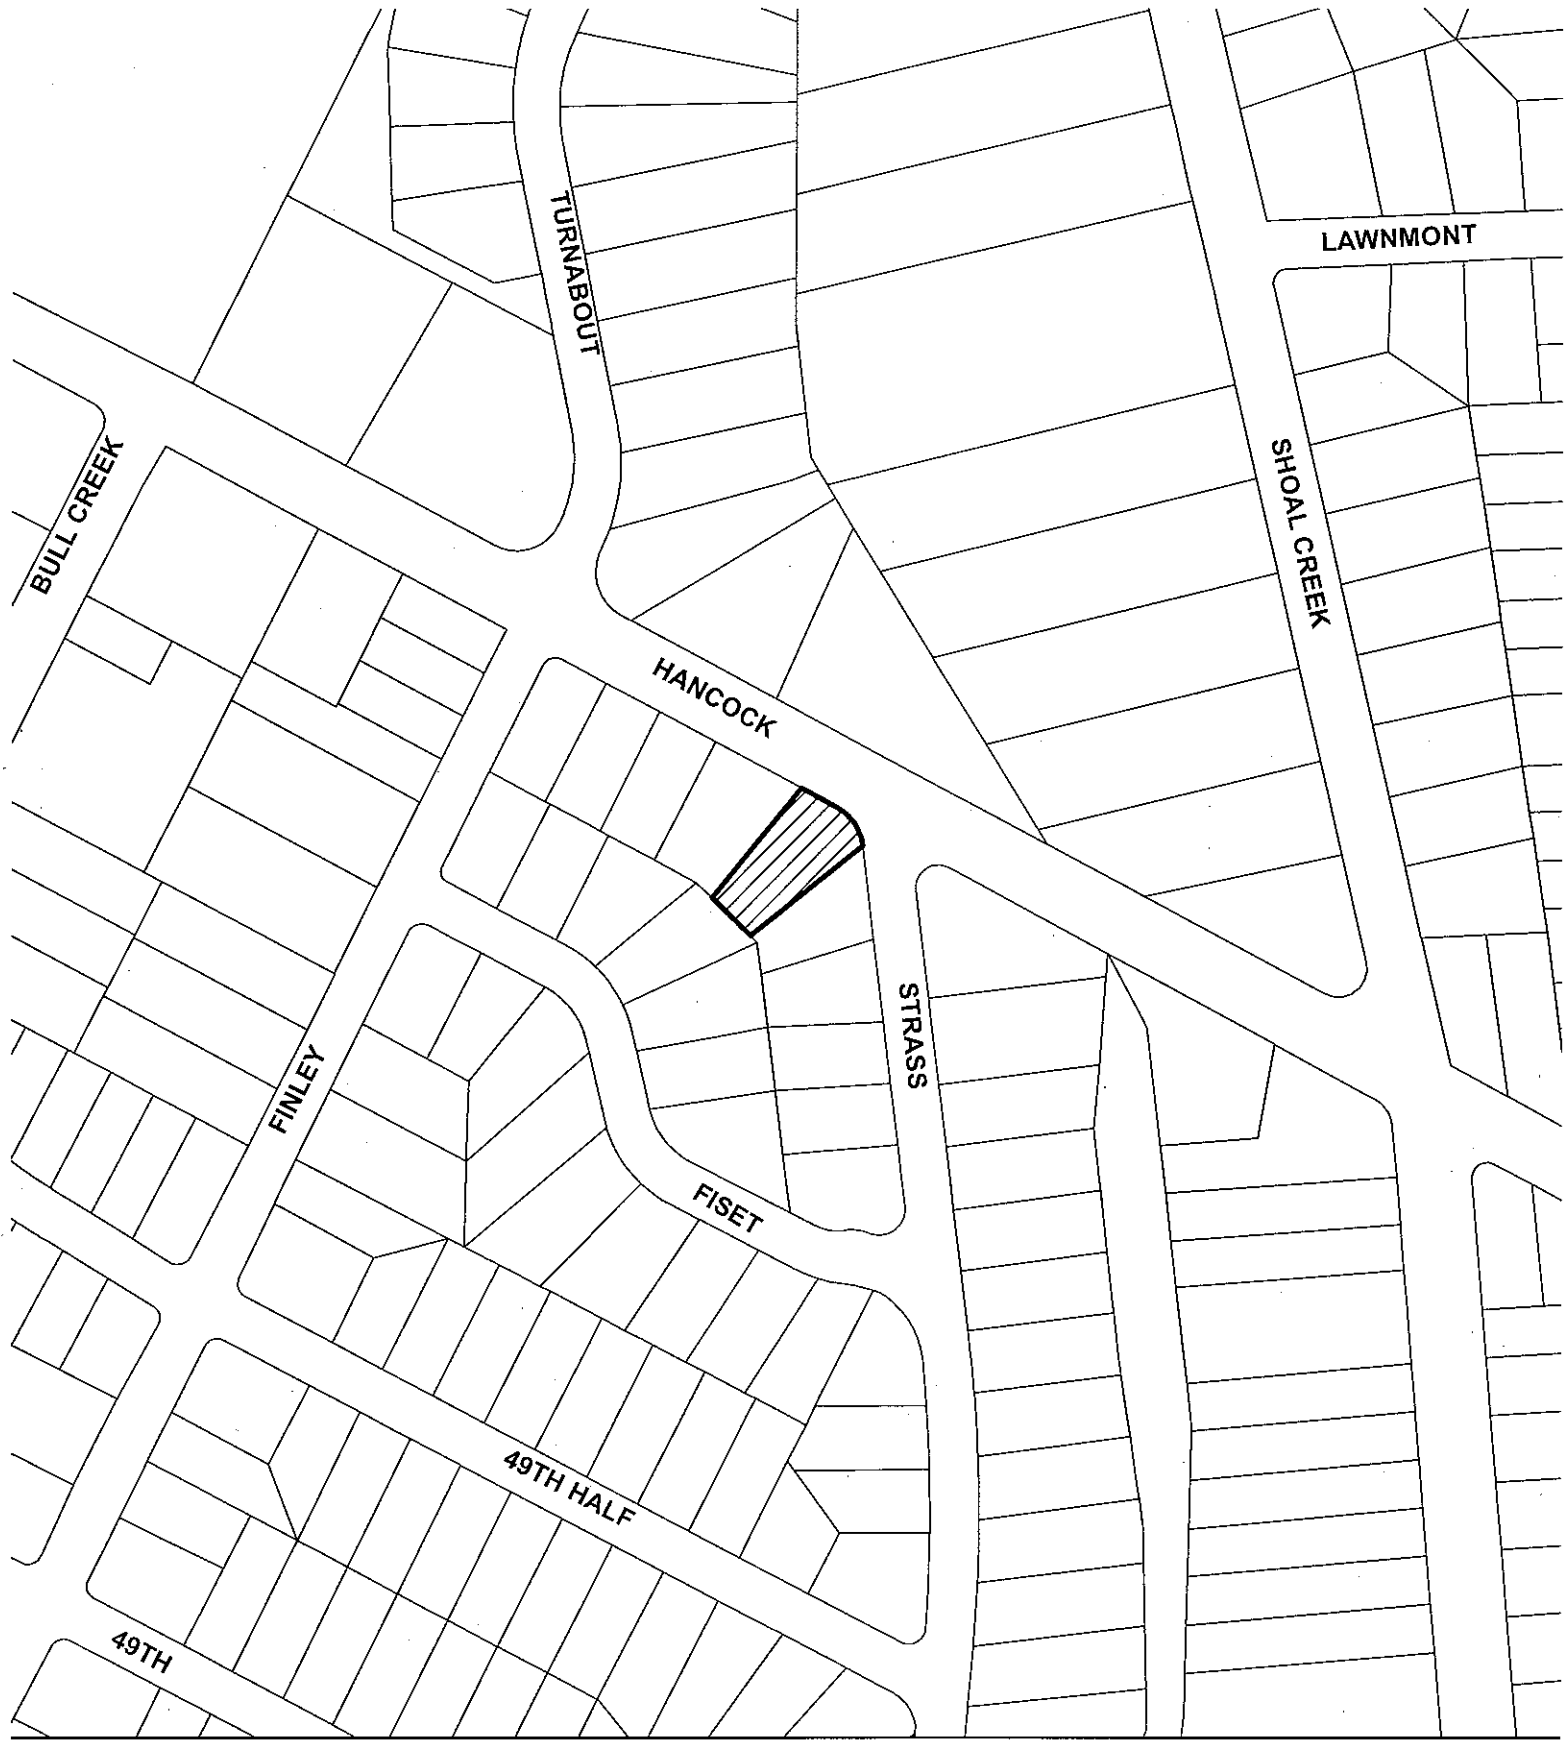 TURNABOUT
LAWNMONT
BULL CREEK
SHOAL CREEK
HANCOCK
STRASS
FINLEY
FISET
49TH HALF
49TH